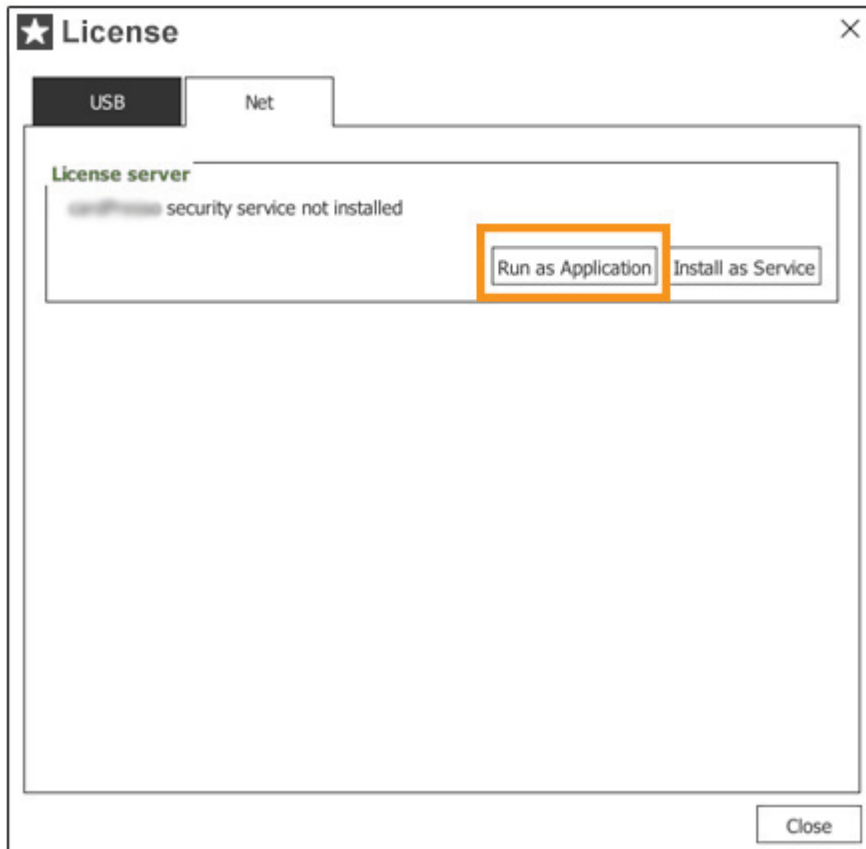 License
USB
Net
License server
security service not installed
Run as Application
Install as Service
Close